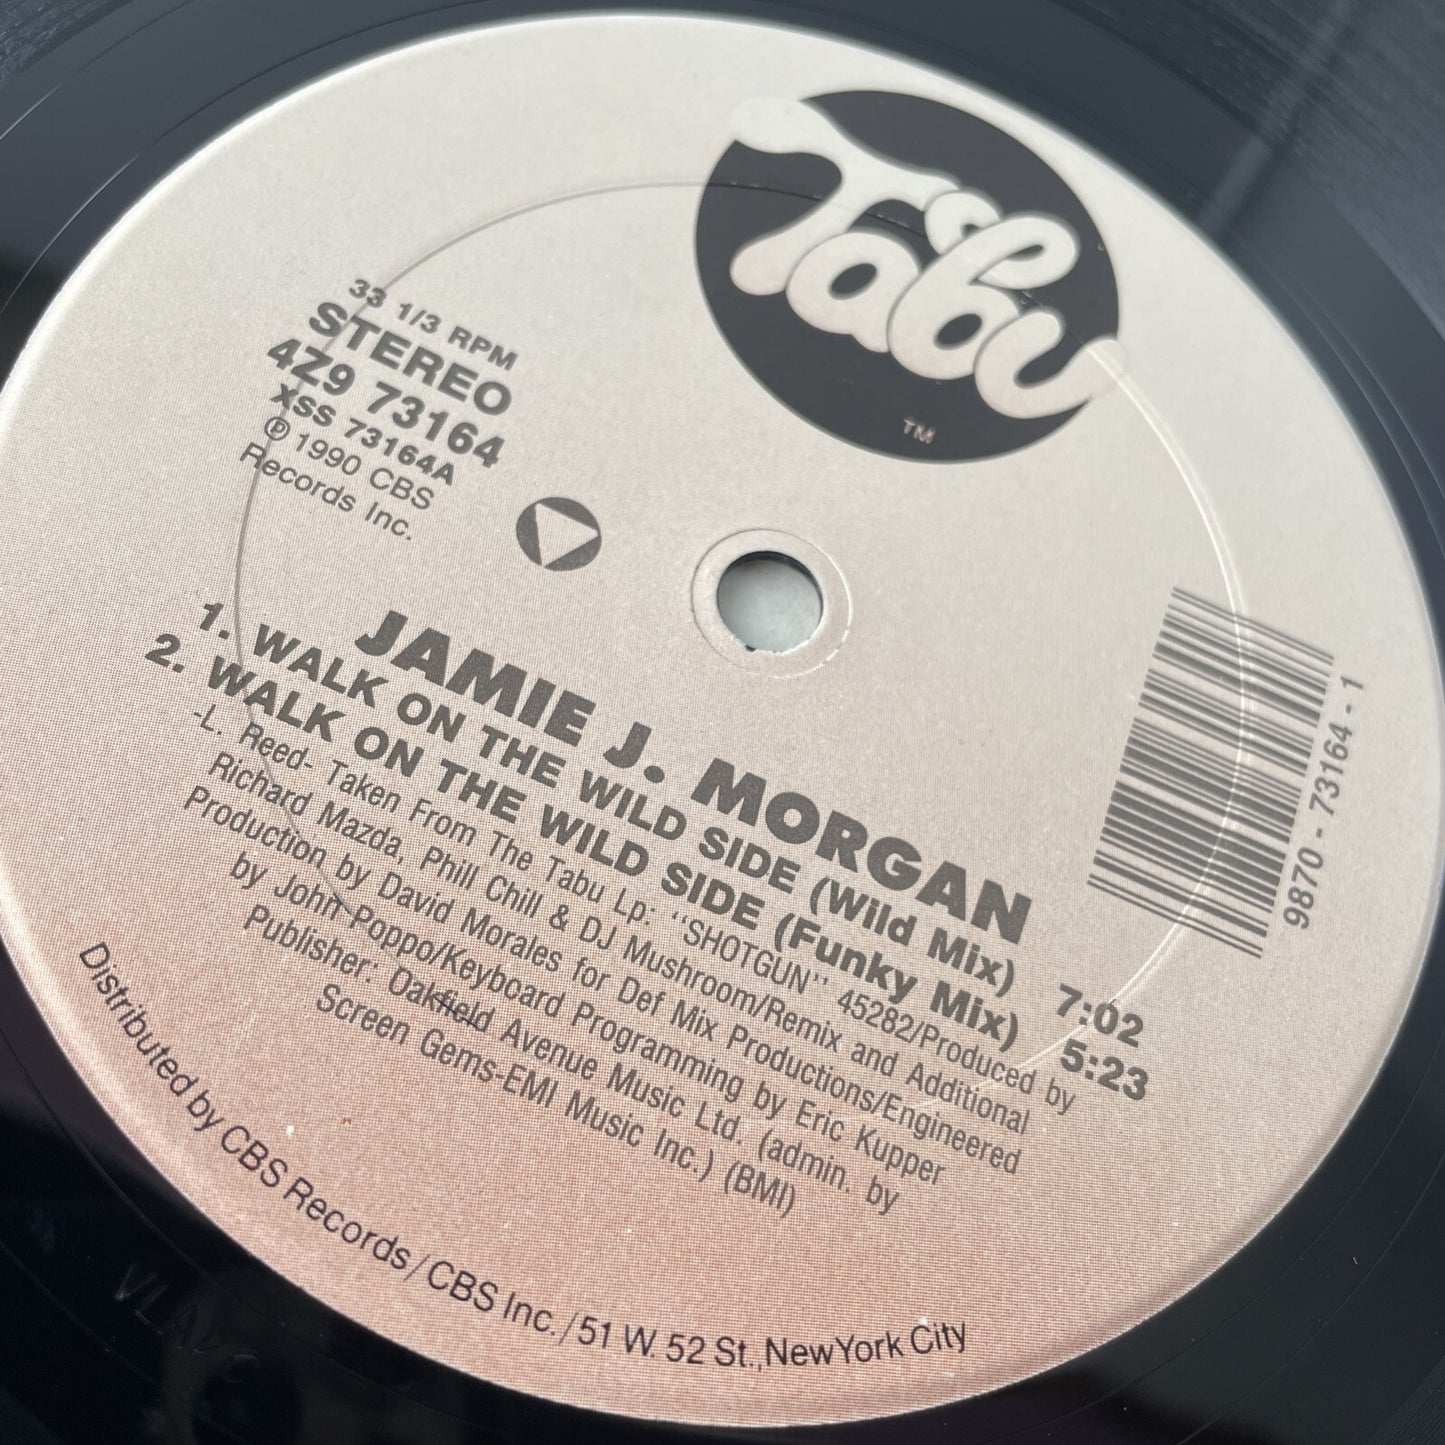 Tabu
TM
33 1/3 RPM
STEREO
4Z9 73164
XSS 73164A
Ⓟ 1990 CBS
Records Inc.
JAMIE J. MORGAN
1. WALK ON THE WILD SIDE (Wild Mix) 7:02
2. WALK ON THE WILD SIDE (Funky Mix) 5:23
-L. Reed- Taken From The Tabu Lp: "SHOTGUN" 45282/Produced by
Richard Mazda, Phill Chill & DJ Mushroom/Remix and Additional
Production by David Morales for Def Mix Productions/Engineered
by John Poppo/Keyboard Programming by Eric Kupper
Publisher: Oakfield Avenue Music Ltd. (admin. by
Screen Gems-EMI Music Inc.) (BMI)
9870 - 73164 - 1
Distributed by CBS Records/CBS Inc./51 W. 52 St., New York City